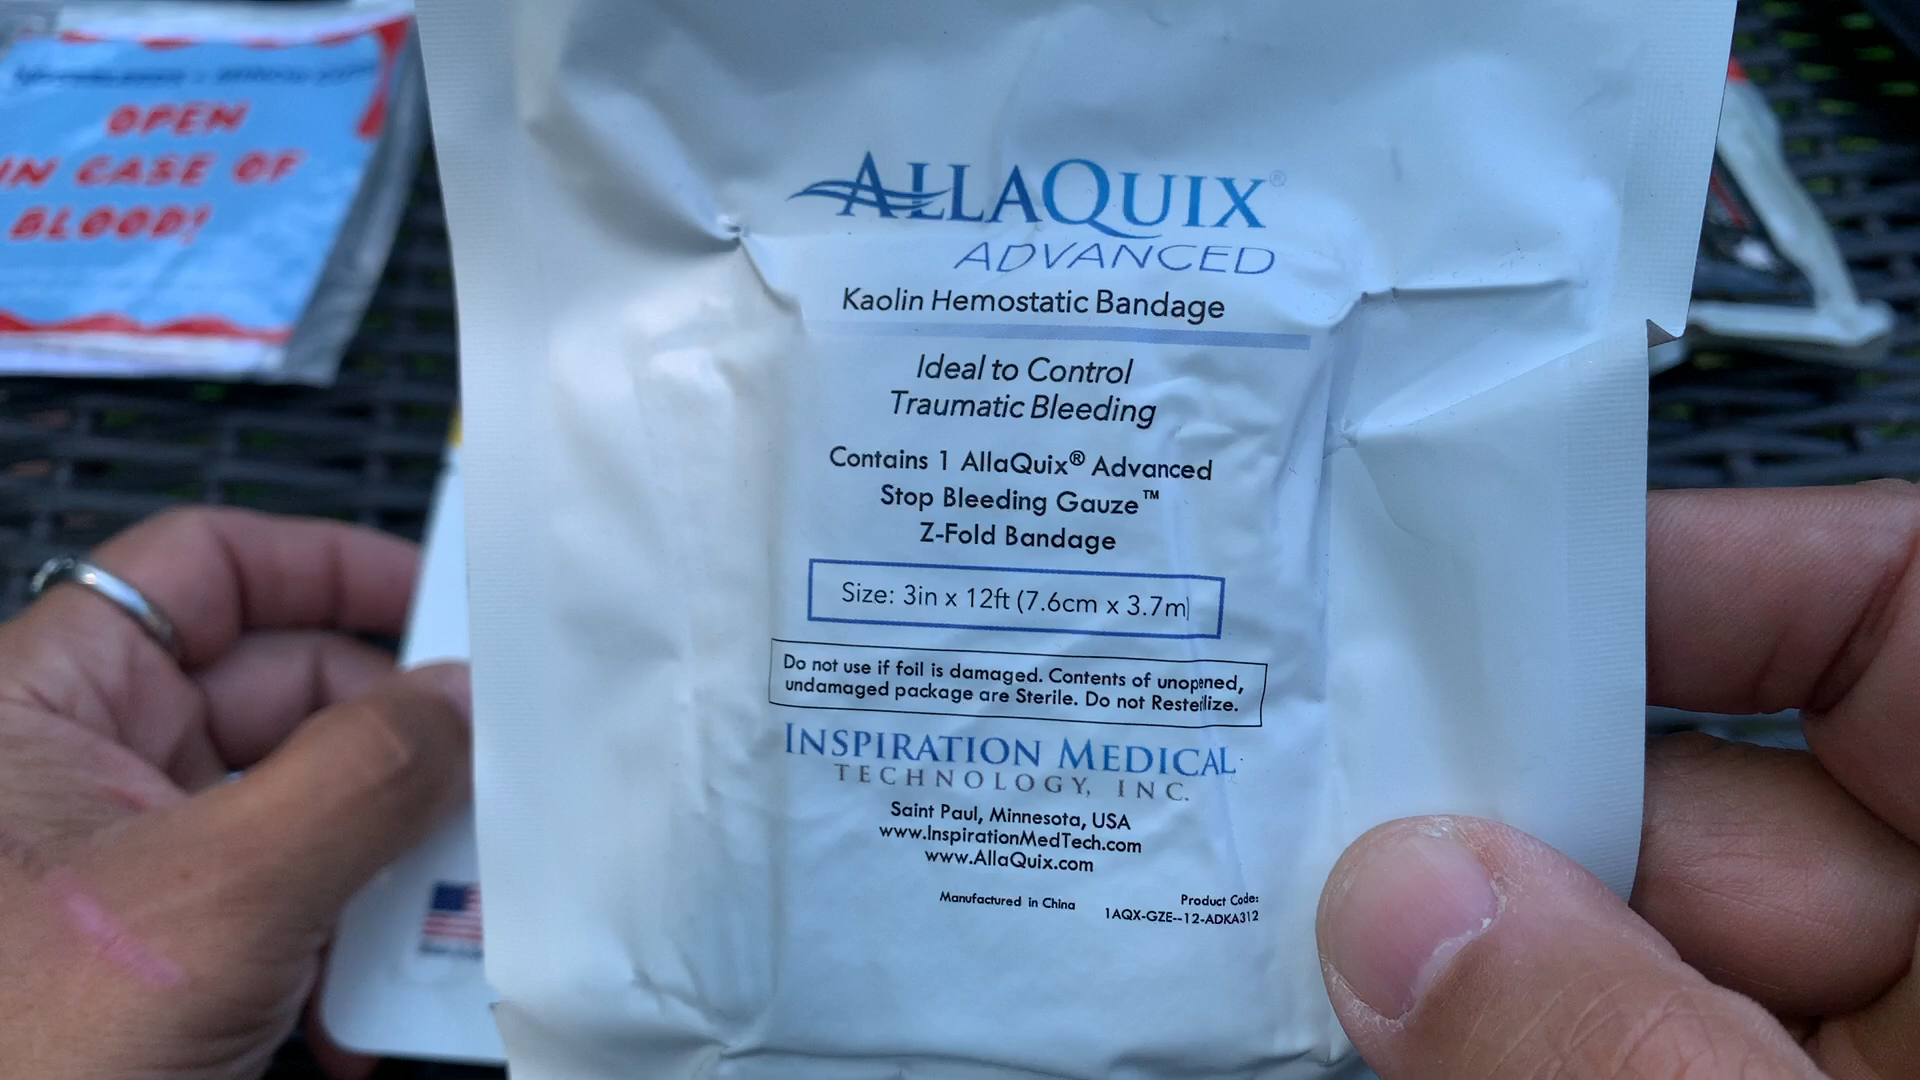 OPEN
IN CASE OF
BLOOD!
ALLAQUIX®
ADVANCED
Kaolin Hemostatic Bandage
Ideal to Control
Traumatic Bleeding
Contains 1 AllaQuix® Advanced
Stop Bleeding Gauze™
Z-Fold Bandage
Size: 3in x 12ft (7.6cm x 3.7m)
Do not use if foil is damaged. Contents of unopened,
undamaged package are Sterile. Do not Resterilize.
INSPIRATION MEDICAL
TECHNOLOGY, INC.
Saint Paul, Minnesota, USA
www.InspirationMedTech.com
www.AllaQuix.com
Manufactured in China
Product Code:
1AQX-GZE--12-ADKA312